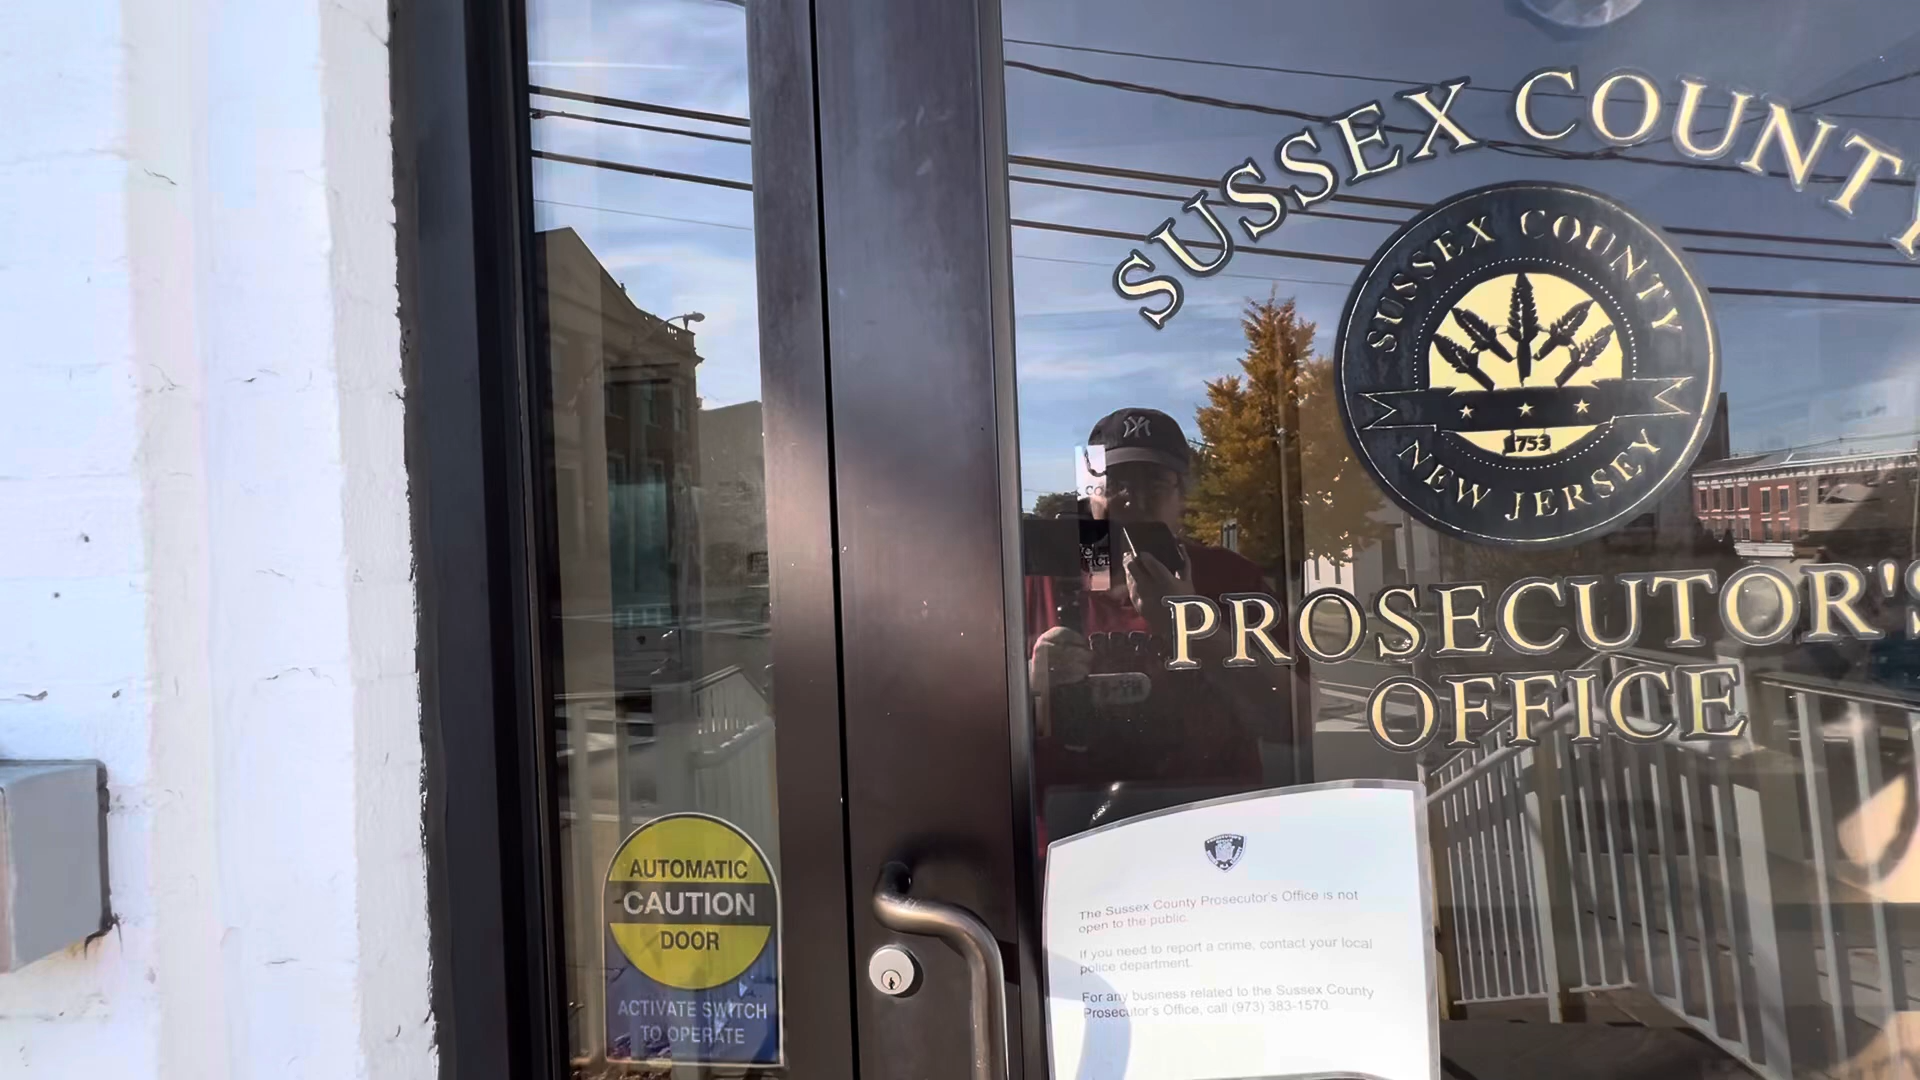 SUSSEX COUNTY
SUSSEX COUNTY
1753
NEW JERSEY
PROSECUTOR'S
OFFICE
The Sussex County Prosecutor's Office is not
open to the public.
If you need to report a crime, contact your local
police department.
For any business related to the Sussex County
Prosecutor's Office, call (973) 383-1570.
AUTOMATIC
CAUTION
DOOR
ACTIVATE SWITCH
TO OPERATE